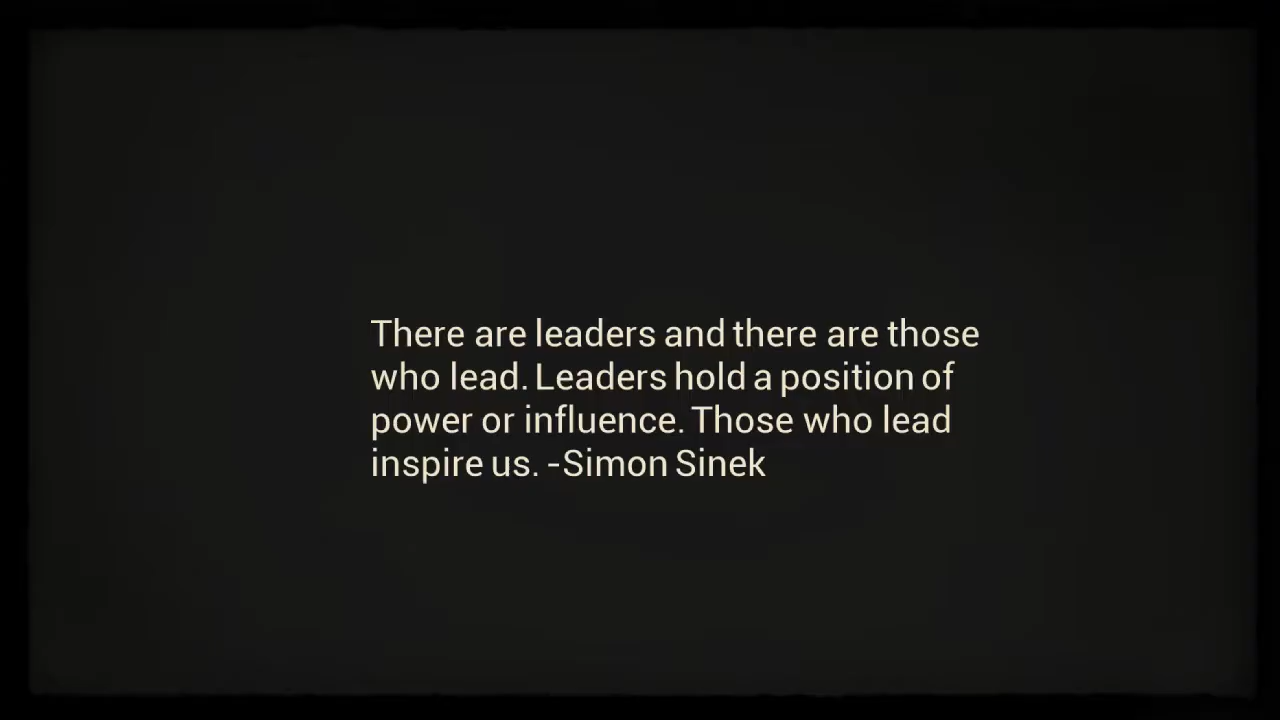 There are leaders and there are those
who lead. Leaders hold a position of
power or influence. Those who lead
inspire us. -Simon Sinek